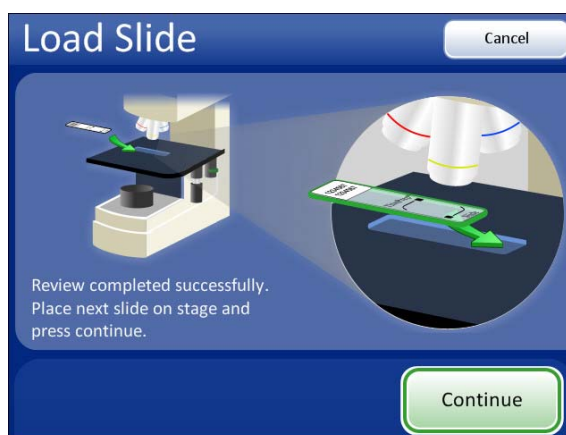 Load Slide
Cancel
Review completed successfully.
Place next slide on stage and
press continue.
Continue